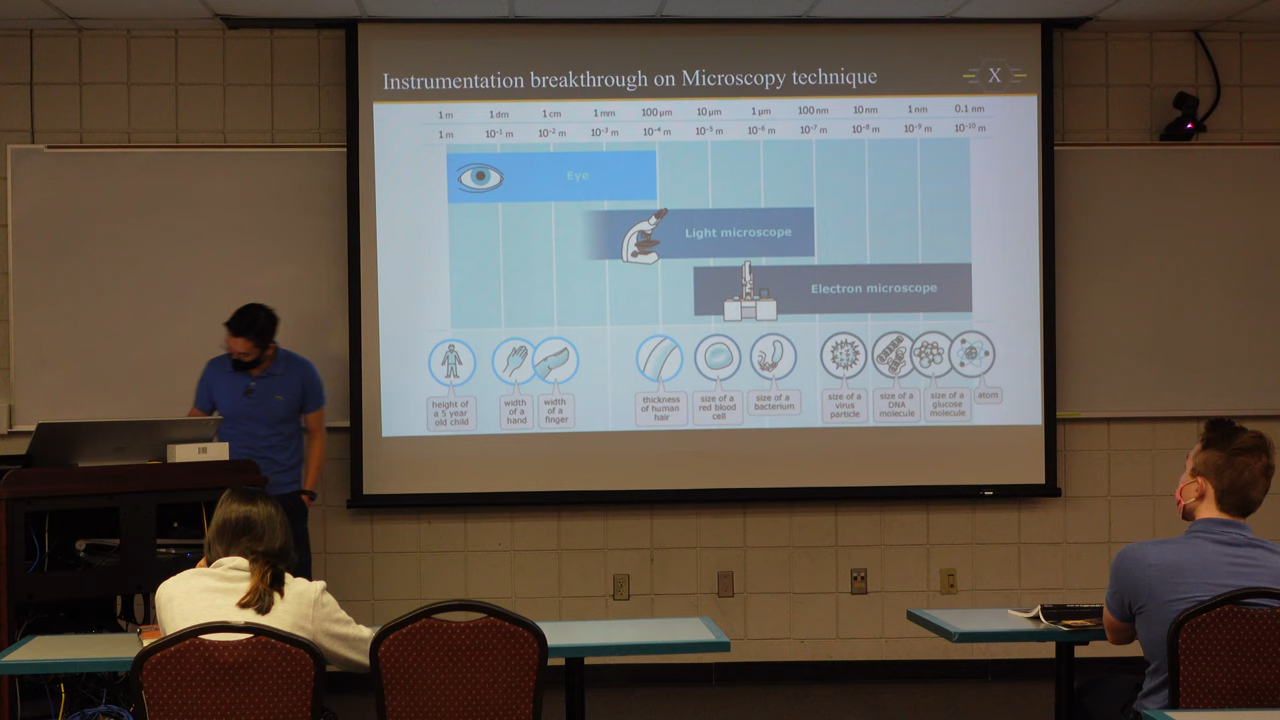 Instrumentation breakthrough on Microscopy technique
X
1 m 1 dm 1 cm 1 mm 100 µm 10 µm 1 µm 100 nm 10 nm 1 nm 0.1 nm
1 m 10⁻¹ m 10⁻² m 10⁻³ m 10⁻⁴ m 10⁻⁵ m 10⁻⁶ m 10⁻⁷ m 10⁻⁸ m 10⁻⁹ m 10⁻¹⁰ m
Eye
Light microscope
Electron microscope
height of
a 5 year
old child
width
of a
hand
width
of a
finger
thickness
of human
hair
size of a
red blood
cell
size of a
bacterium
size of a
virus
particle
size of a
DNA
molecule
size of a
glucose
molecule
atom